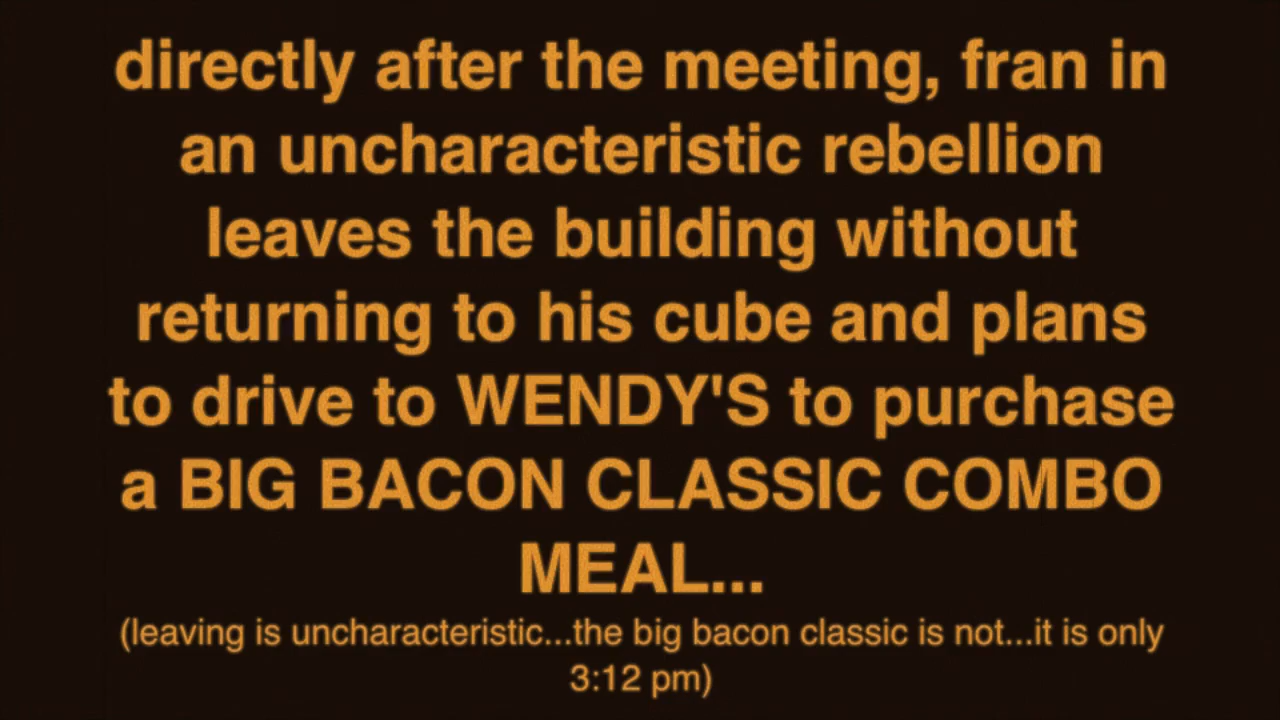 directly after the meeting, fran in
an uncharacteristic rebellion
leaves the building without
returning to his cube and plans
to drive to WENDY'S to purchase
a BIG BACON CLASSIC COMBO
MEAL...
(leaving is uncharacteristic...the big bacon classic is not...it is only
3:12 pm)